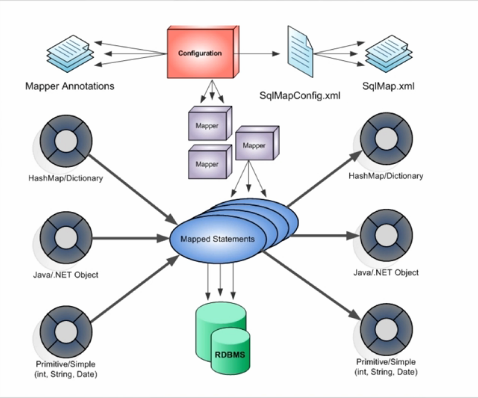 Configuration
Mapper Annotations
SqlMapConfig.xml
SqlMap.xml
Mapper
Mapper
Mapper
HashMap/Dictionary
HashMap/Dictionary
Mapped Statements
Java/.NET Object
Java/.NET Object
RDBMS
Primitive/Simple
(int, String, Date)
Primitive/Simple
(int, String, Date)